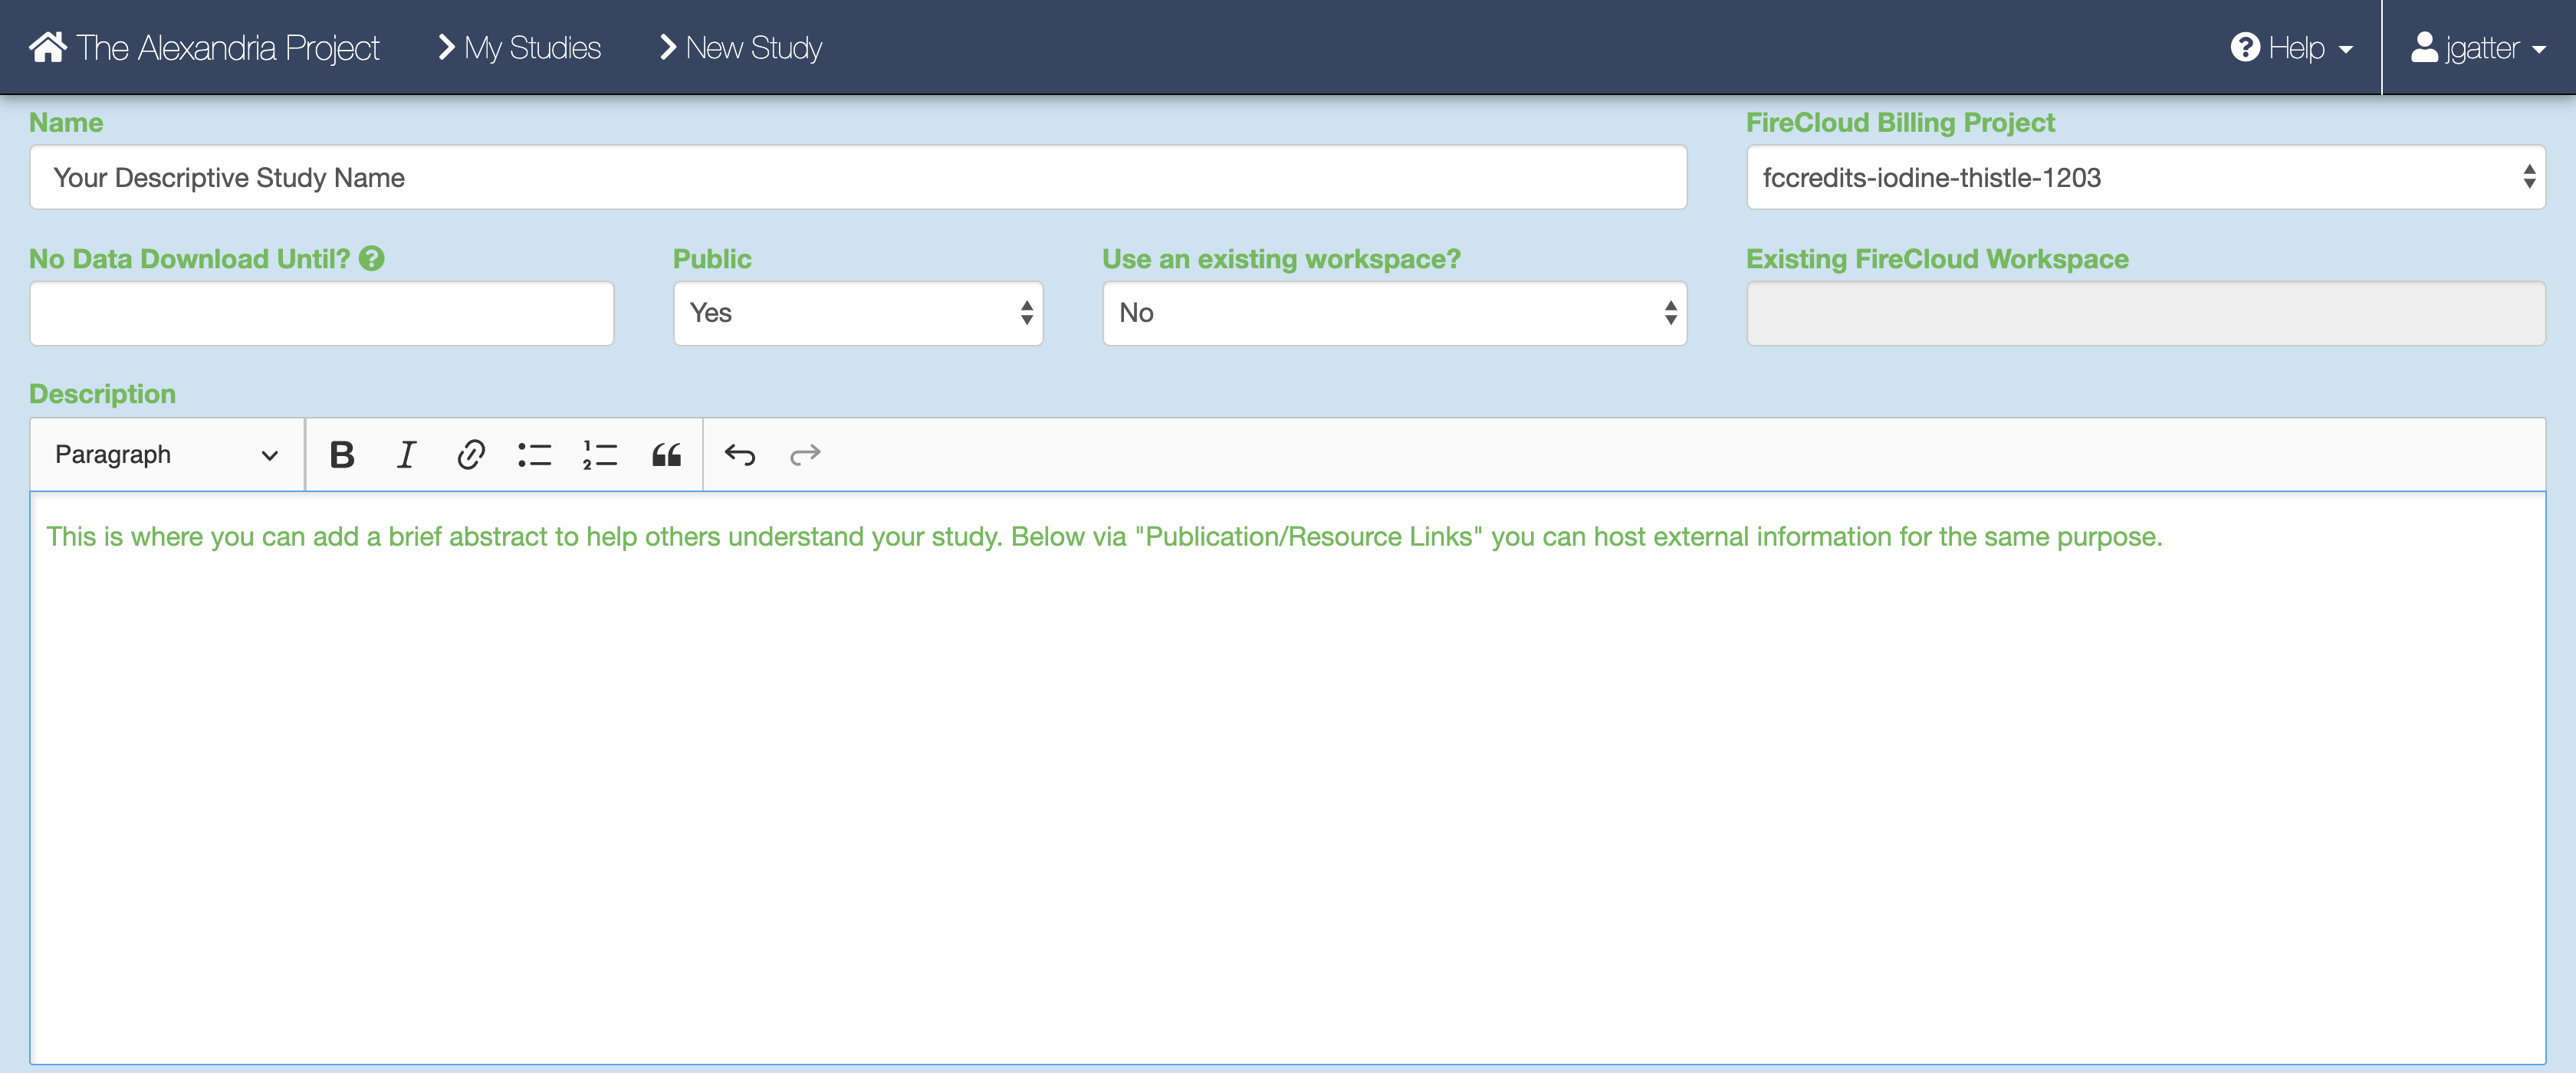 The Alexandria Project My Studies New Study Help jgatter
Name FireCloud Billing Project
Your Descriptive Study Name fccredits-iodine-thistle-1203
No Data Download Until? Public Use an existing workspace? Existing FireCloud Workspace
Yes No
Description
Paragraph B I
This is where you can add a brief abstract to help others understand your study. Below via "Publication/Resource Links" you can host external information for the same purpose.